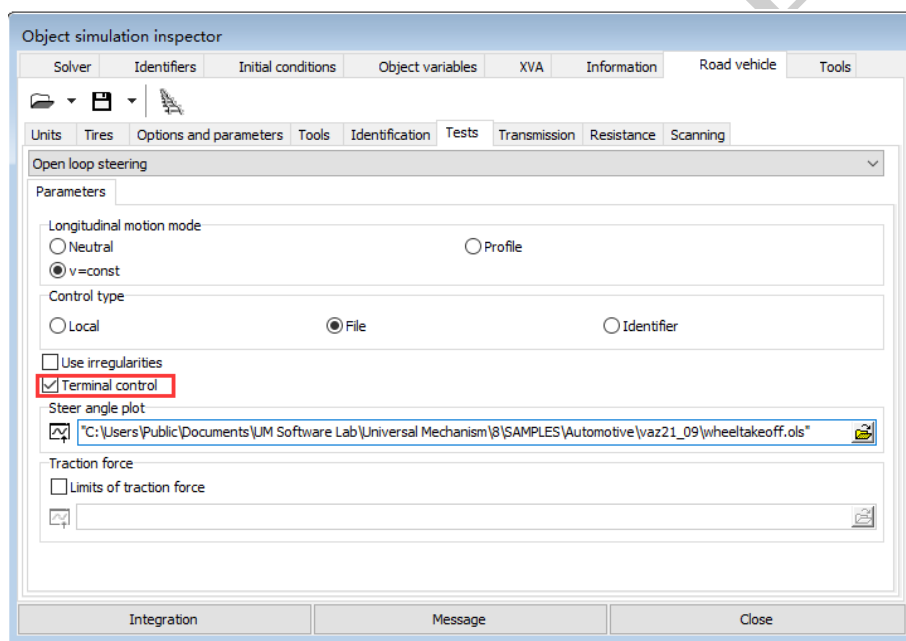 Object simulation inspector
Solver Identifiers Initial conditions Object variables XVA Information Road vehicle Tools
Units Tires Options and parameters Tools Identification Tests Transmission Resistance Scanning
Open loop steering
Parameters
Longitudinal motion mode
Neutral Profile
v=const
Control type
Local File Identifier
Use irregularities
Terminal control
Steer angle plot
"C:\Users\Public\Documents\UM Software Lab\Universal Mechanism\8\SAMPLES\Automotive\vaz21_09\wheeltakeoff.ols"
Traction force
Limits of traction force
Integration Message Close